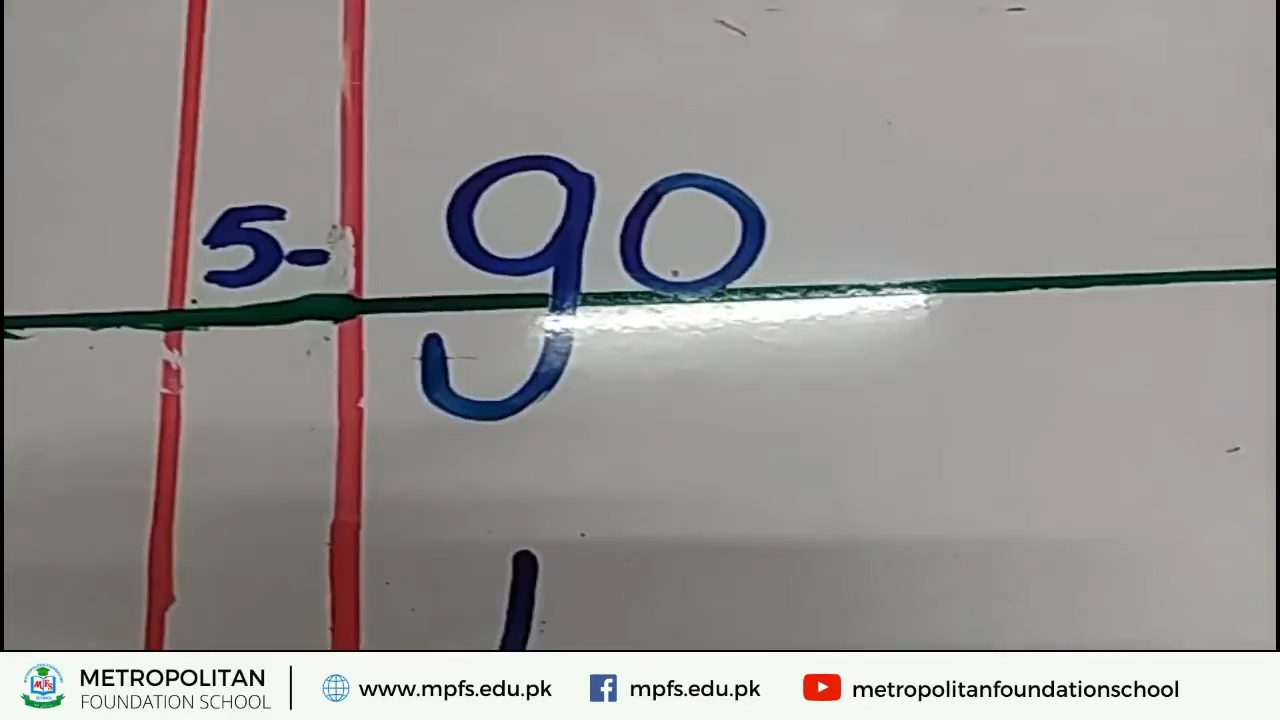 5- go
METROPOLITAN
FOUNDATION SCHOOL
www.mpfs.edu.pk
mpfs.edu.pk
metropolitanfoundationschool